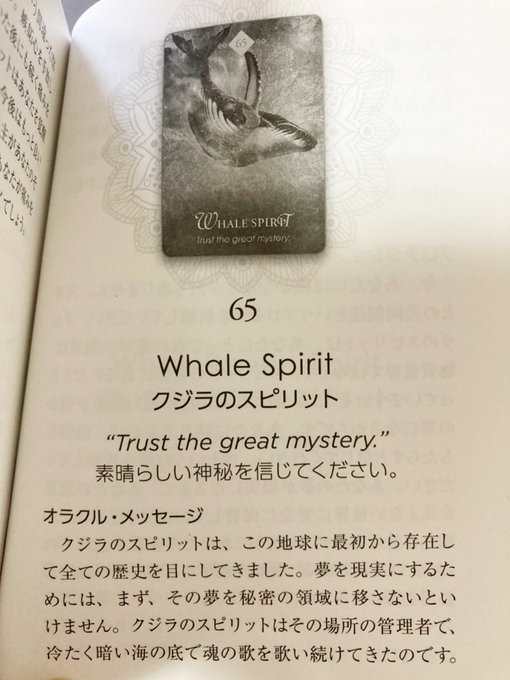 65
WHALE SPIRIT
Trust the great mystery.
65
Whale Spirit
クジラのスピリット
“Trust the great mystery.”
素晴らしい神秘を信じてください。
オラクル・メッセージ
クジラのスピリットは、この地球に最初から存在し
て全ての歴史を目にしてきました。夢を現実にするた
めには、まず、その夢を秘密の領域に移さないとい
けません。クジラのスピリットはその場所の管理者で、
冷たく暗い海の底で魂の歌を歌い続けてきたのです。